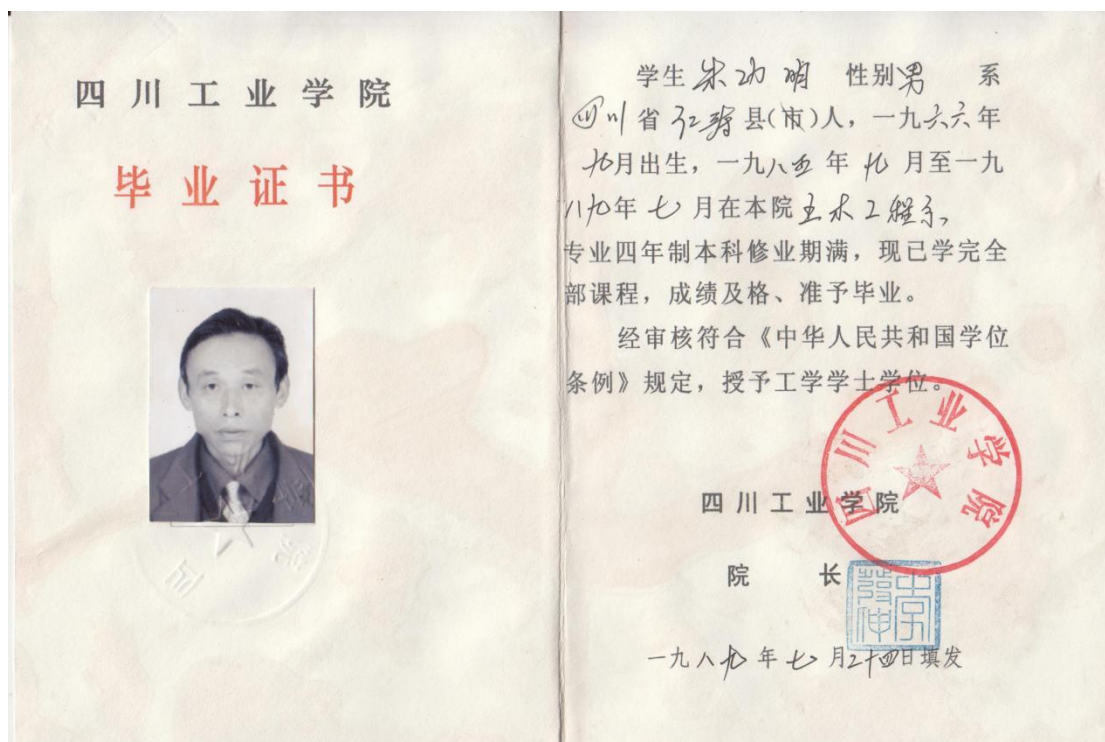 四川工业学院
毕业证书
学生朱功明 性别男 系
四川省仁寿县(市)人，一九六六年
九月出生，一九八五年九月至一九
八九年七月在本院土木工程系、
专业四年制本科修业期满，现已学完全
部课程，成绩及格、准予毕业。
经审核符合《中华人民共和国学位
条例》规定，授予工学学士学位。
四川工业学院
四川工业学院
院 长
一九八九年七月二十四日填发